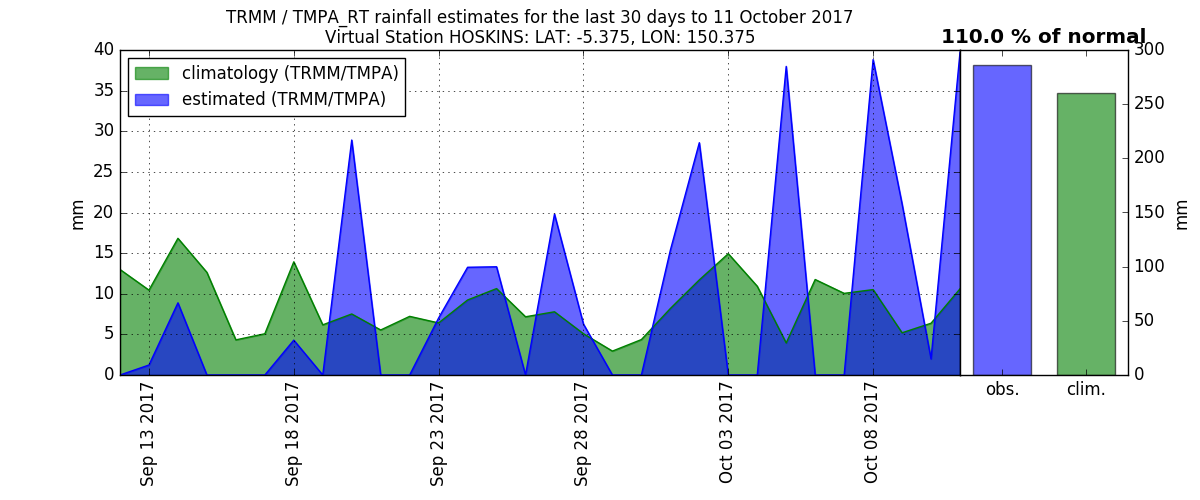 TRMM / TMPA_RT rainfall estimates for the last 30 days to 11 October 2017
Virtual Station HOSKINS: LAT: -5.375, LON: 150.375
110.0 % of normal
climatology (TRMM/TMPA)
estimated (TRMM/TMPA)
mm
40
35
30
25
20
15
10
5
0
Sep 13 2017
Sep 18 2017
Sep 23 2017
Sep 28 2017
Oct 03 2017
Oct 08 2017
obs.
clim.
300
250
200
150
100
50
0
mm